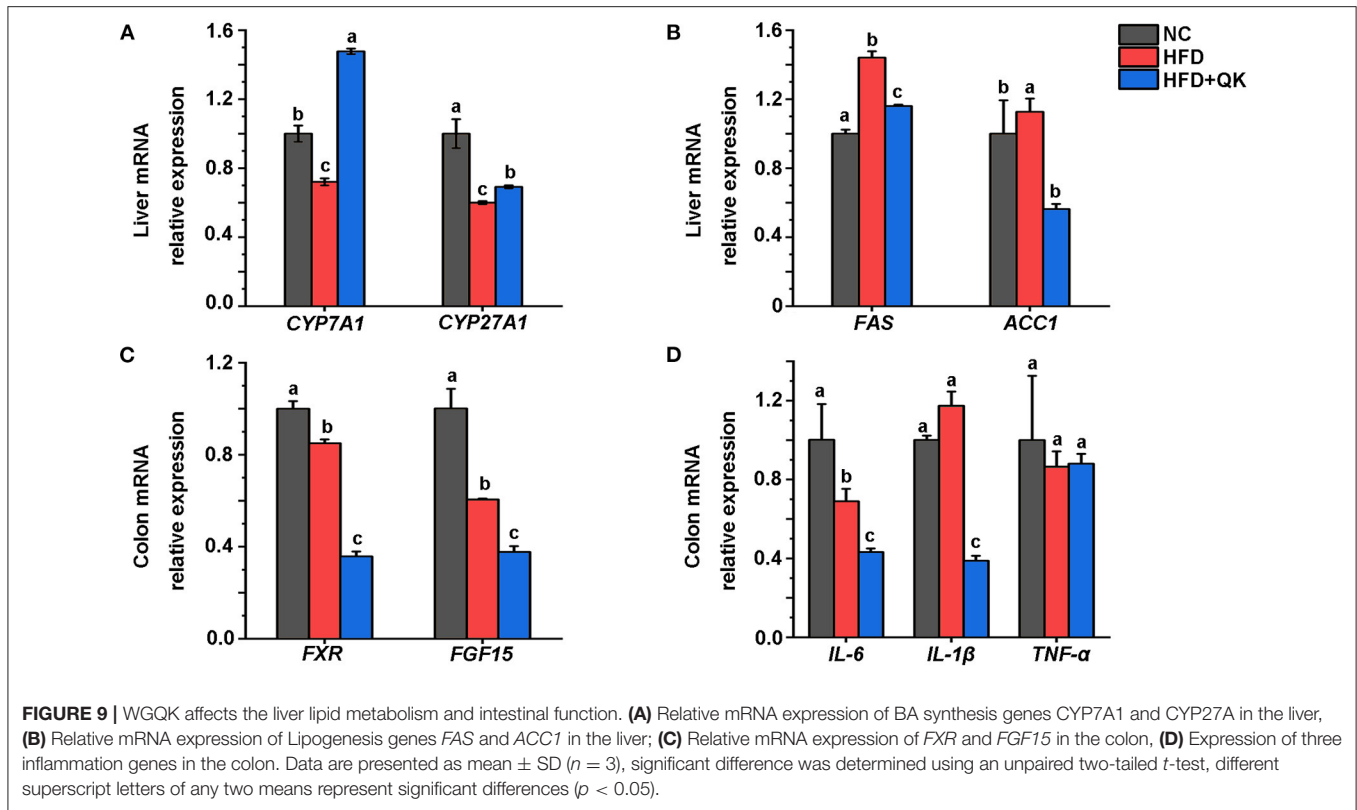 A
Liver mRNA
relative expression
1.6
1.2
0.8
0.4
0.0
b
c
a
a
c
b
CYP7A1
CYP27A1
B
Liver mRNA
relative expression
1.6
1.2
0.8
0.4
0
a
b
c
b
a
b
FAS
ACC1
NC
HFD
HFD+QK
C
Colon mRNA
relative expression
1.2
0.8
0.4
0.0
a
b
c
a
b
c
FXR
FGF15
D
Colon mRNA
relative expression
1.2
0.8
0.4
0.0
a
b
c
a
a
c
a
a
a
IL-6
IL-1β
TNF-α
FIGURE 9 | WGQK affects the liver lipid metabolism and intestinal function. (A) Relative mRNA expression of BA synthesis genes CYP7A1 and CYP27A in the liver,
(B) Relative mRNA expression of Lipogenesis genes FAS and ACC1 in the liver; (C) Relative mRNA expression of FXR and FGF15 in the colon, (D) Expression of three
inflammation genes in the colon. Data are presented as mean ± SD (n = 3), significant difference was determined using an unpaired two-tailed t-test, different
superscript letters of any two means represent significant differences (p < 0.05).